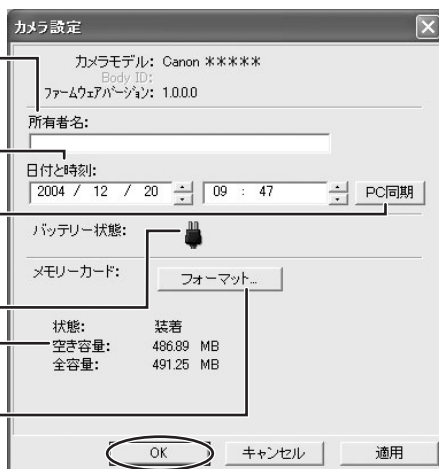 カメラ設定
カメラモデル: Canon *****
Body ID:
ファームウェアバージョン: 1.0.0.0
所有者名:
日付と時刻:
2004 / 12 / 20 09 : 47 PC同期
バッテリー状態:
メモリーカード: フォーマット...
状態: 装着
空き容量: 486.89 MB
全容量: 491.25 MB
OK キャンセル 適用